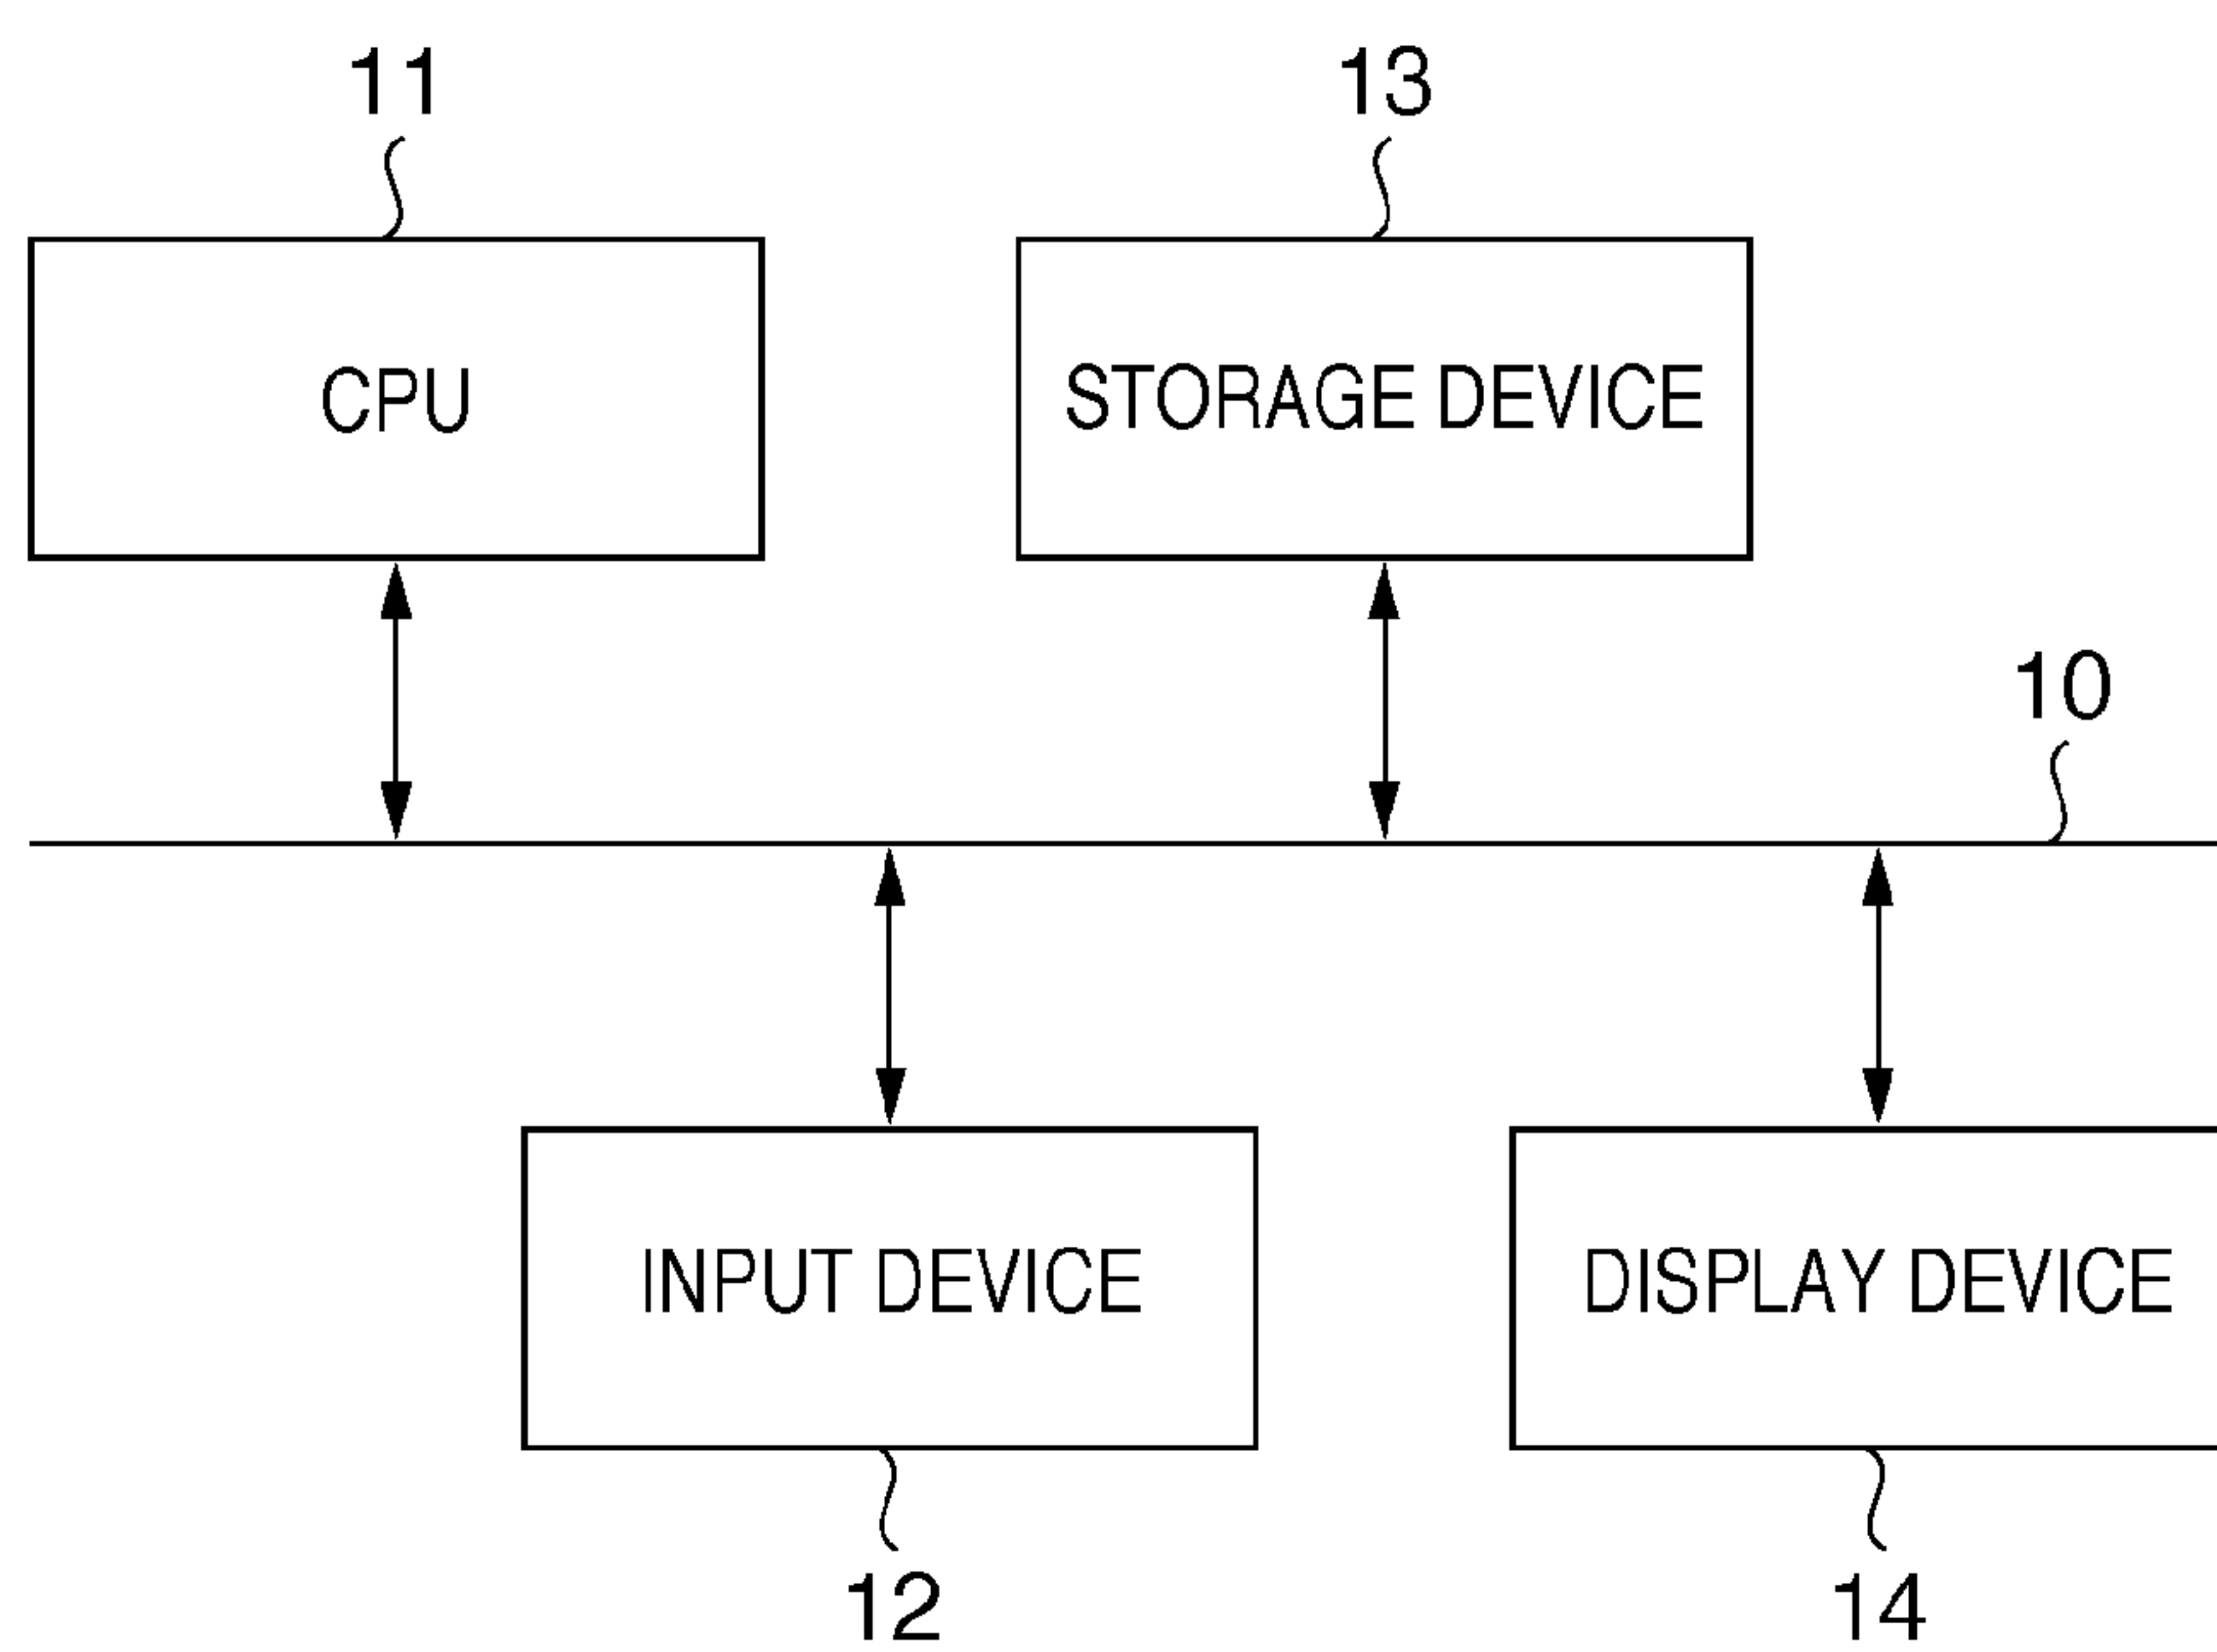 11
13
CPU
STORAGE DEVICE
10
INPUT DEVICE
DISPLAY DEVICE
12
14